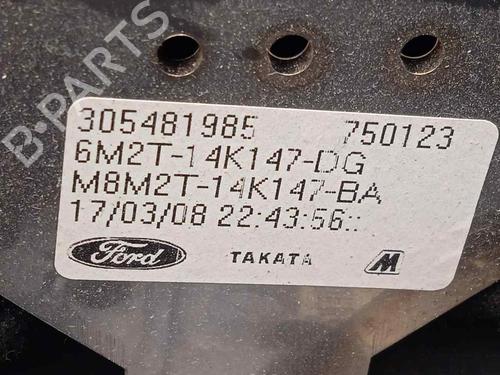 B-PARTS
305481985 750123
6M2T-14K147-DG
M8M2T-14K147-BA
17/03/08 22:43:56::
Ford TAKATA M